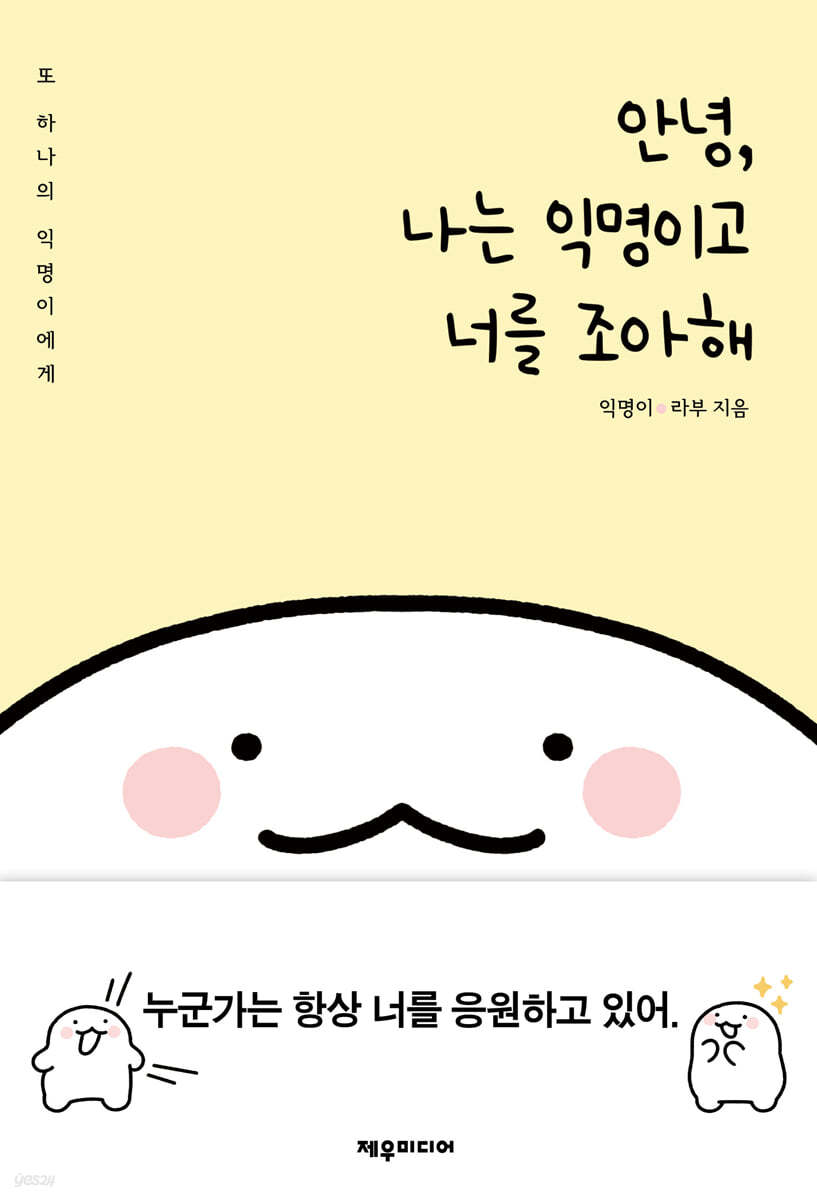 또 하나의 익명이에게
안녕,
나는 익명이고
너를 조아해
익명이 ● 라부 지음
누군가는 항상 너를 응원하고 있어.
제우미디어
yes24